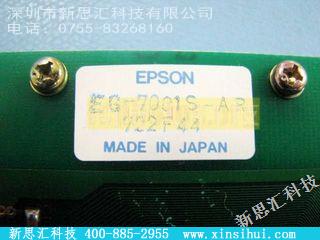 深圳市新思汇科技有限公司
电话：0755-83268160
EPSON
EG-7001S-AR
722F44
MADE IN JAPAN
新思汇科技
新思汇科技 400-885-2955 http://www.xinsihui.com